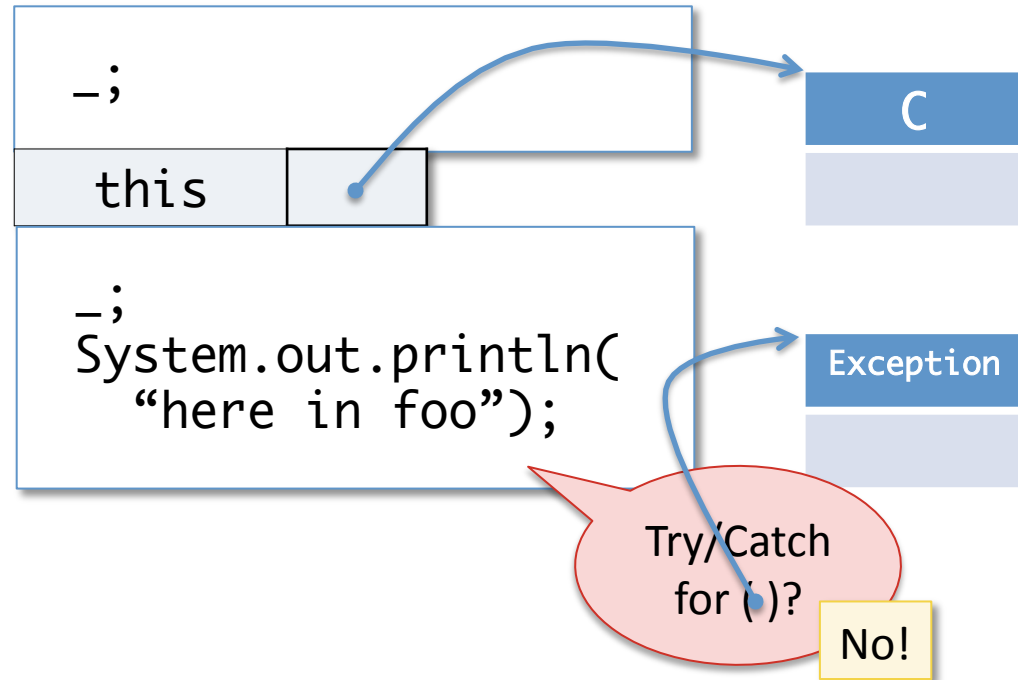 _;
C
this
_;
System.out.println(
“here in foo”);
Exception
Try/Catch
for ( )?
No!